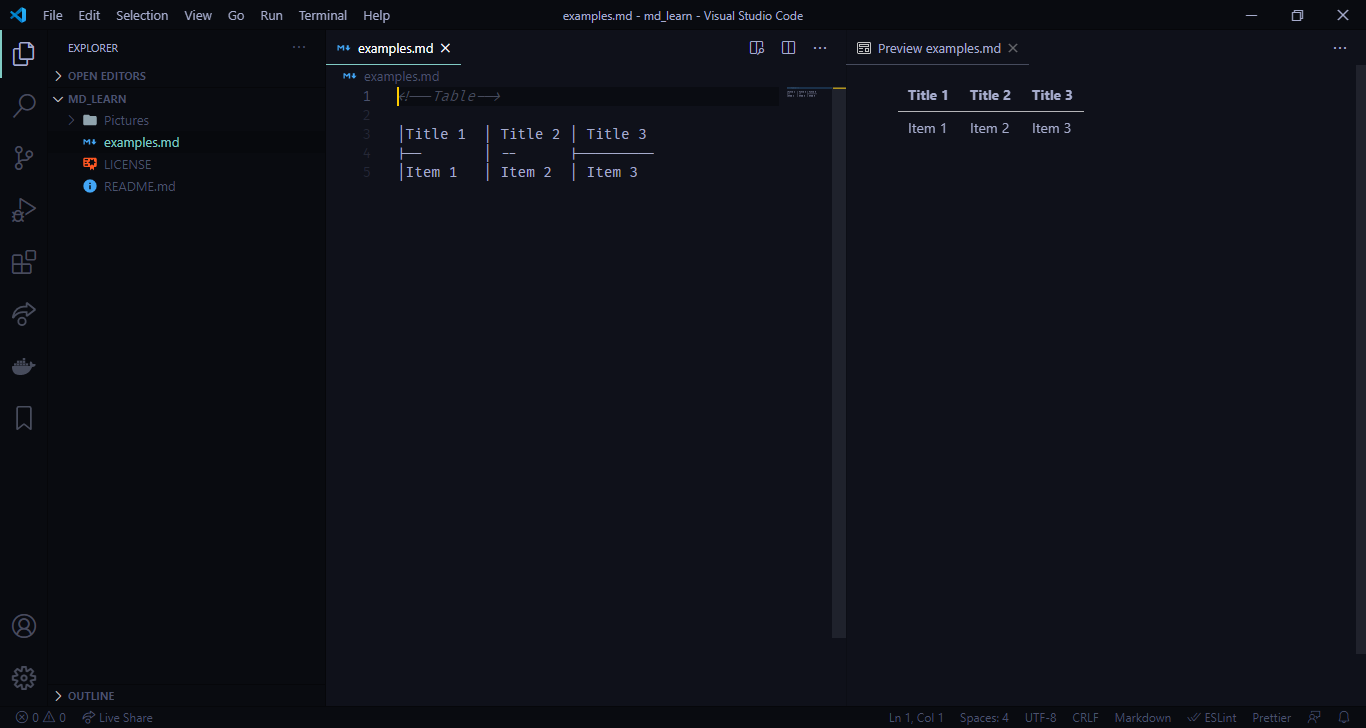 File Edit Selection View Go Run Terminal Help
examples.md - md_learn - Visual Studio Code
EXPLORER
OPEN EDITORS
MD_LEARN
Pictures
examples.md
LICENSE
README.md
OUTLINE
examples.md
examples.md
1 <!--Table-->
2
3 |Title 1 | Title 2 | Title 3
4 |-- | -- |---------
5 |Item 1 | Item 2 | Item 3
Preview examples.md
Title 1 Title 2 Title 3
Item 1 Item 2 Item 3
0 0 Live Share
Ln 1, Col 1 Spaces: 4 UTF-8 CRLF Markdown ESLint Prettier